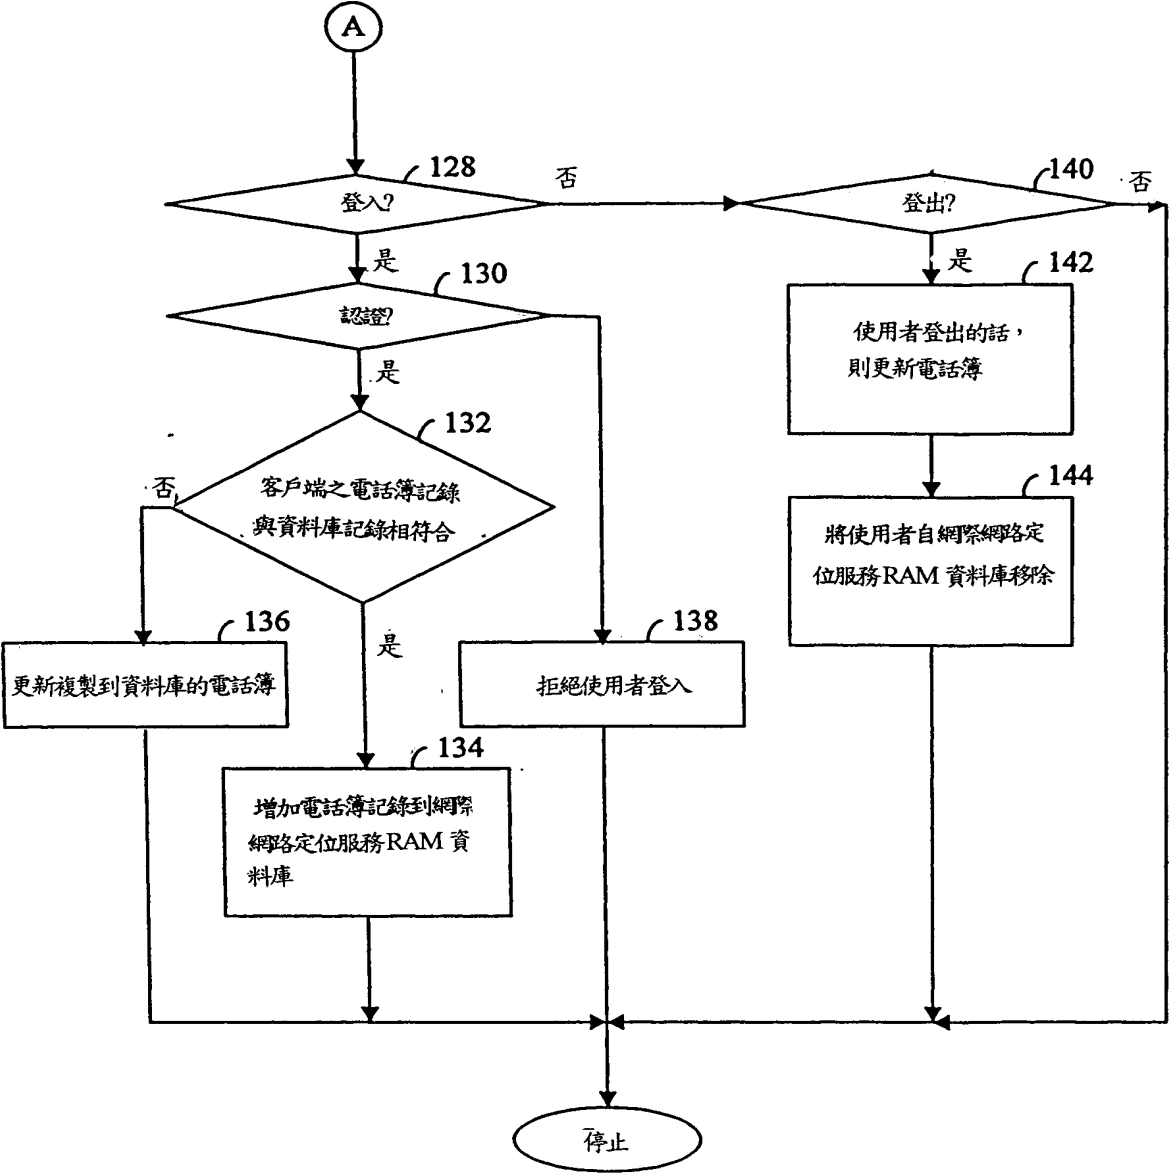 A
128
登入?
否
140
登出?
否
是
130
認證?
是
142
使用者登出的話，
則更新電話簿
是
132
客戶端之電話簿記錄
與資料庫記錄相符合
否
144
將使用者自網際網路定
位服務RAM 資料庫移除
136
更新複製到資料庫的電話簿
是
138
拒絕使用者登入
134
增加電話簿記錄到網際
網路定位服務RAM 資
料庫
停止